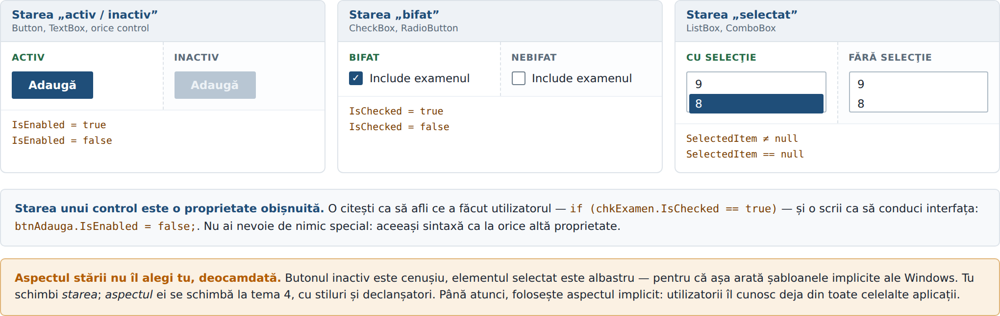 Starea „activ / inactiv”
Button, TextBox, orice control
ACTIV
INACTIV
Adaugă
Adaugă
IsEnabled = true
IsEnabled = false
Starea „bifat”
CheckBox, RadioButton
BIFAT
NEBIFAT
✓ Include examenul
Include examenul
IsChecked = true
IsChecked = false
Starea „selectat”
ListBox, ComboBox
CU SELECȚIE
FĂRĂ SELECȚIE
9
8
9
8
SelectedItem ≠ null
SelectedItem == null
Starea unui control este o proprietate obișnuită. O citești ca să afli ce a făcut utilizatorul — if (chkExamen.IsChecked == true) — și o scrii ca să conduci interfața:
btnAdauga.IsEnabled = false;. Nu ai nevoie de nimic special: aceeași sintaxă ca la orice altă proprietate.
Aspectul stării nu îl alegi tu, deocamdată. Butonul inactiv este cenușiu, elementul selectat este albastru — pentru că așa arată șabloanele implicite ale Windows. Tu
schimbi starea; aspectul ei se schimbă la tema 4, cu stiluri și declanșatori. Până atunci, folosește aspectul implicit: utilizatorii îl cunosc deja din toate celelalte aplicații.